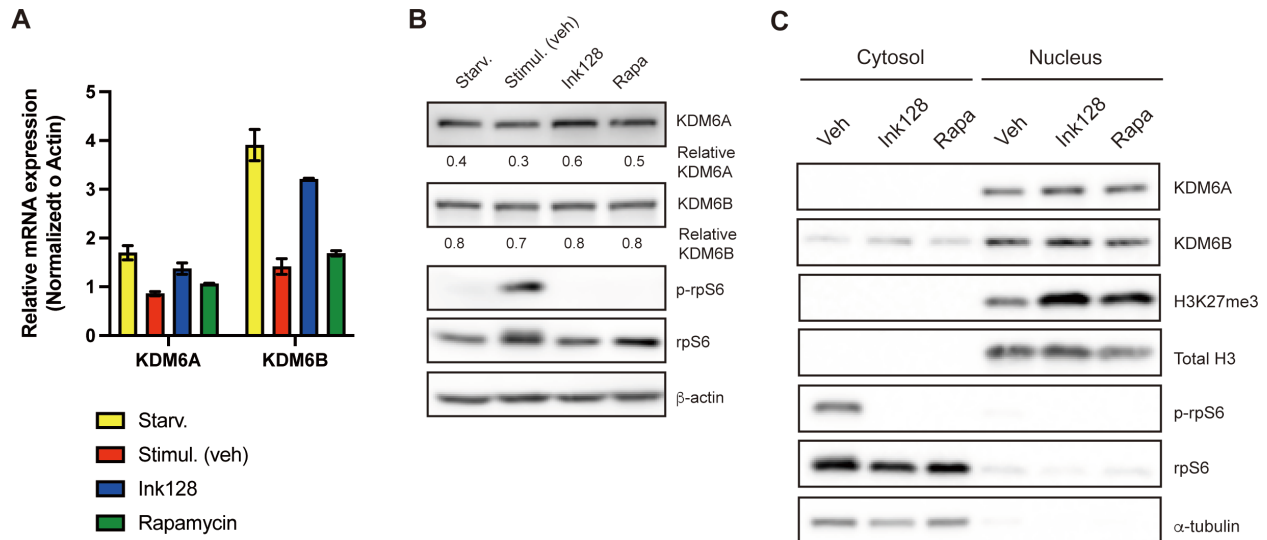 A
Relative mRNA expression
(Normalizedt o Actin)
5
4
3
2
1
0
KDM6A
KDM6B
Starv.
Stimul. (veh)
Ink128
Rapamycin
B
Starv.
Stimul. (veh)
Ink128
Rapa
KDM6A
0.4 0.3 0.6 0.5
Relative
KDM6A
KDM6B
0.8 0.7 0.8 0.8
Relative
KDM6B
p-rpS6
rpS6
β-actin
C
Cytosol Nucleus
Veh Ink128 Rapa Veh Ink128 Rapa
KDM6A
KDM6B
H3K27me3
Total H3
p-rpS6
rpS6
α-tubulin